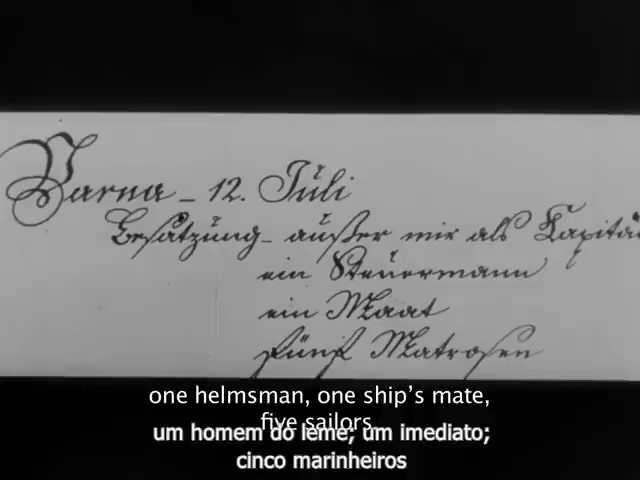 Varna – 12. Juli
Besatzung – außer mir als Kapitä
ein Steuermann
ein Maat
fünf Matrosen
one helmsman, one ship's mate,
five sailors
um homem do leme; um imediato;
cinco marinheiros